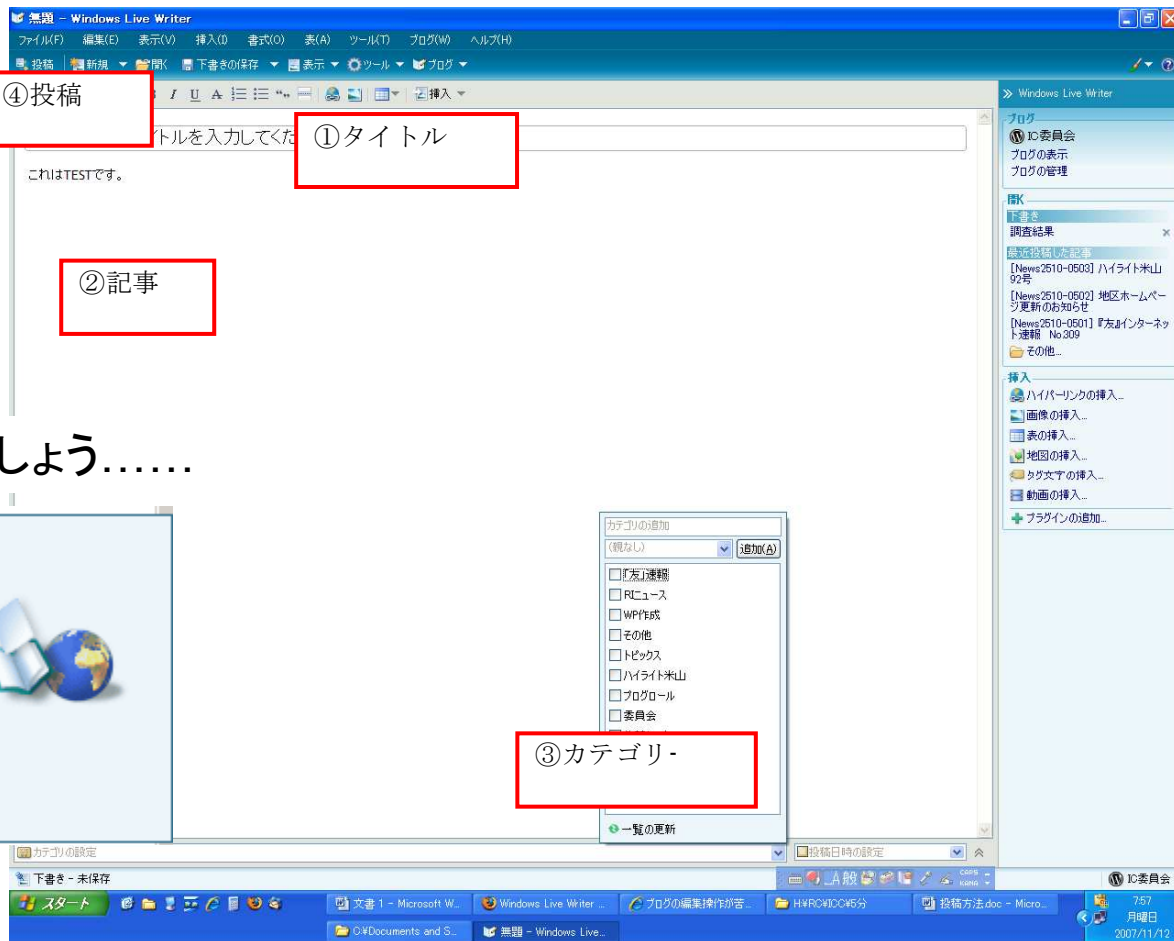 無題 - Windows Live Writer
ファイル(F) 編集(E) 表示(V) 挿入(I) 書式(O) 表(A) ツール(T) ブログ(W) ヘルプ(H)
投稿 新規 開く 下書きの保存 表示 ツール ブログ
④投稿
I U A 挿入
トルを入力してくだ
①タイトル
これはTESTです。
②記事
しょう……
カテゴリの追加
(親なし) 追加(A)
「友」速報
RIニュース
WP作成
その他
トピックス
ハイライト米山
ブログロール
委員会
③カテゴリ-
一覧の更新
カテゴリの設定 投稿日時の設定
下書き - 未保存
A 般 CAPS KANA
IC委員会
Windows Live Writer
ブログ
IC委員会
ブログの表示
ブログの管理
開く
下書き
調査結果
最近投稿した記事
[News2510-0503] ハイライト米山
92号
[News2510-0502] 地区ホームペー
ジ更新のお知らせ
[News2510-0501] 『友』インターネッ
ト速報 No.309
その他...
挿入
ハイパーリンクの挿入...
画像の挿入...
表の挿入...
地図の挿入...
タグ文字の挿入...
動画の挿入...
プラグインの追加...
スタート
文書 1 - Microsoft W...
Windows Live Writer ...
ブログの編集操作が苦...
H:¥RC¥ICC¥5分
投稿方法.doc - Micro...
C:¥Documents and S...
無題 - Windows Live...
7:57
月曜日
2007/11/12